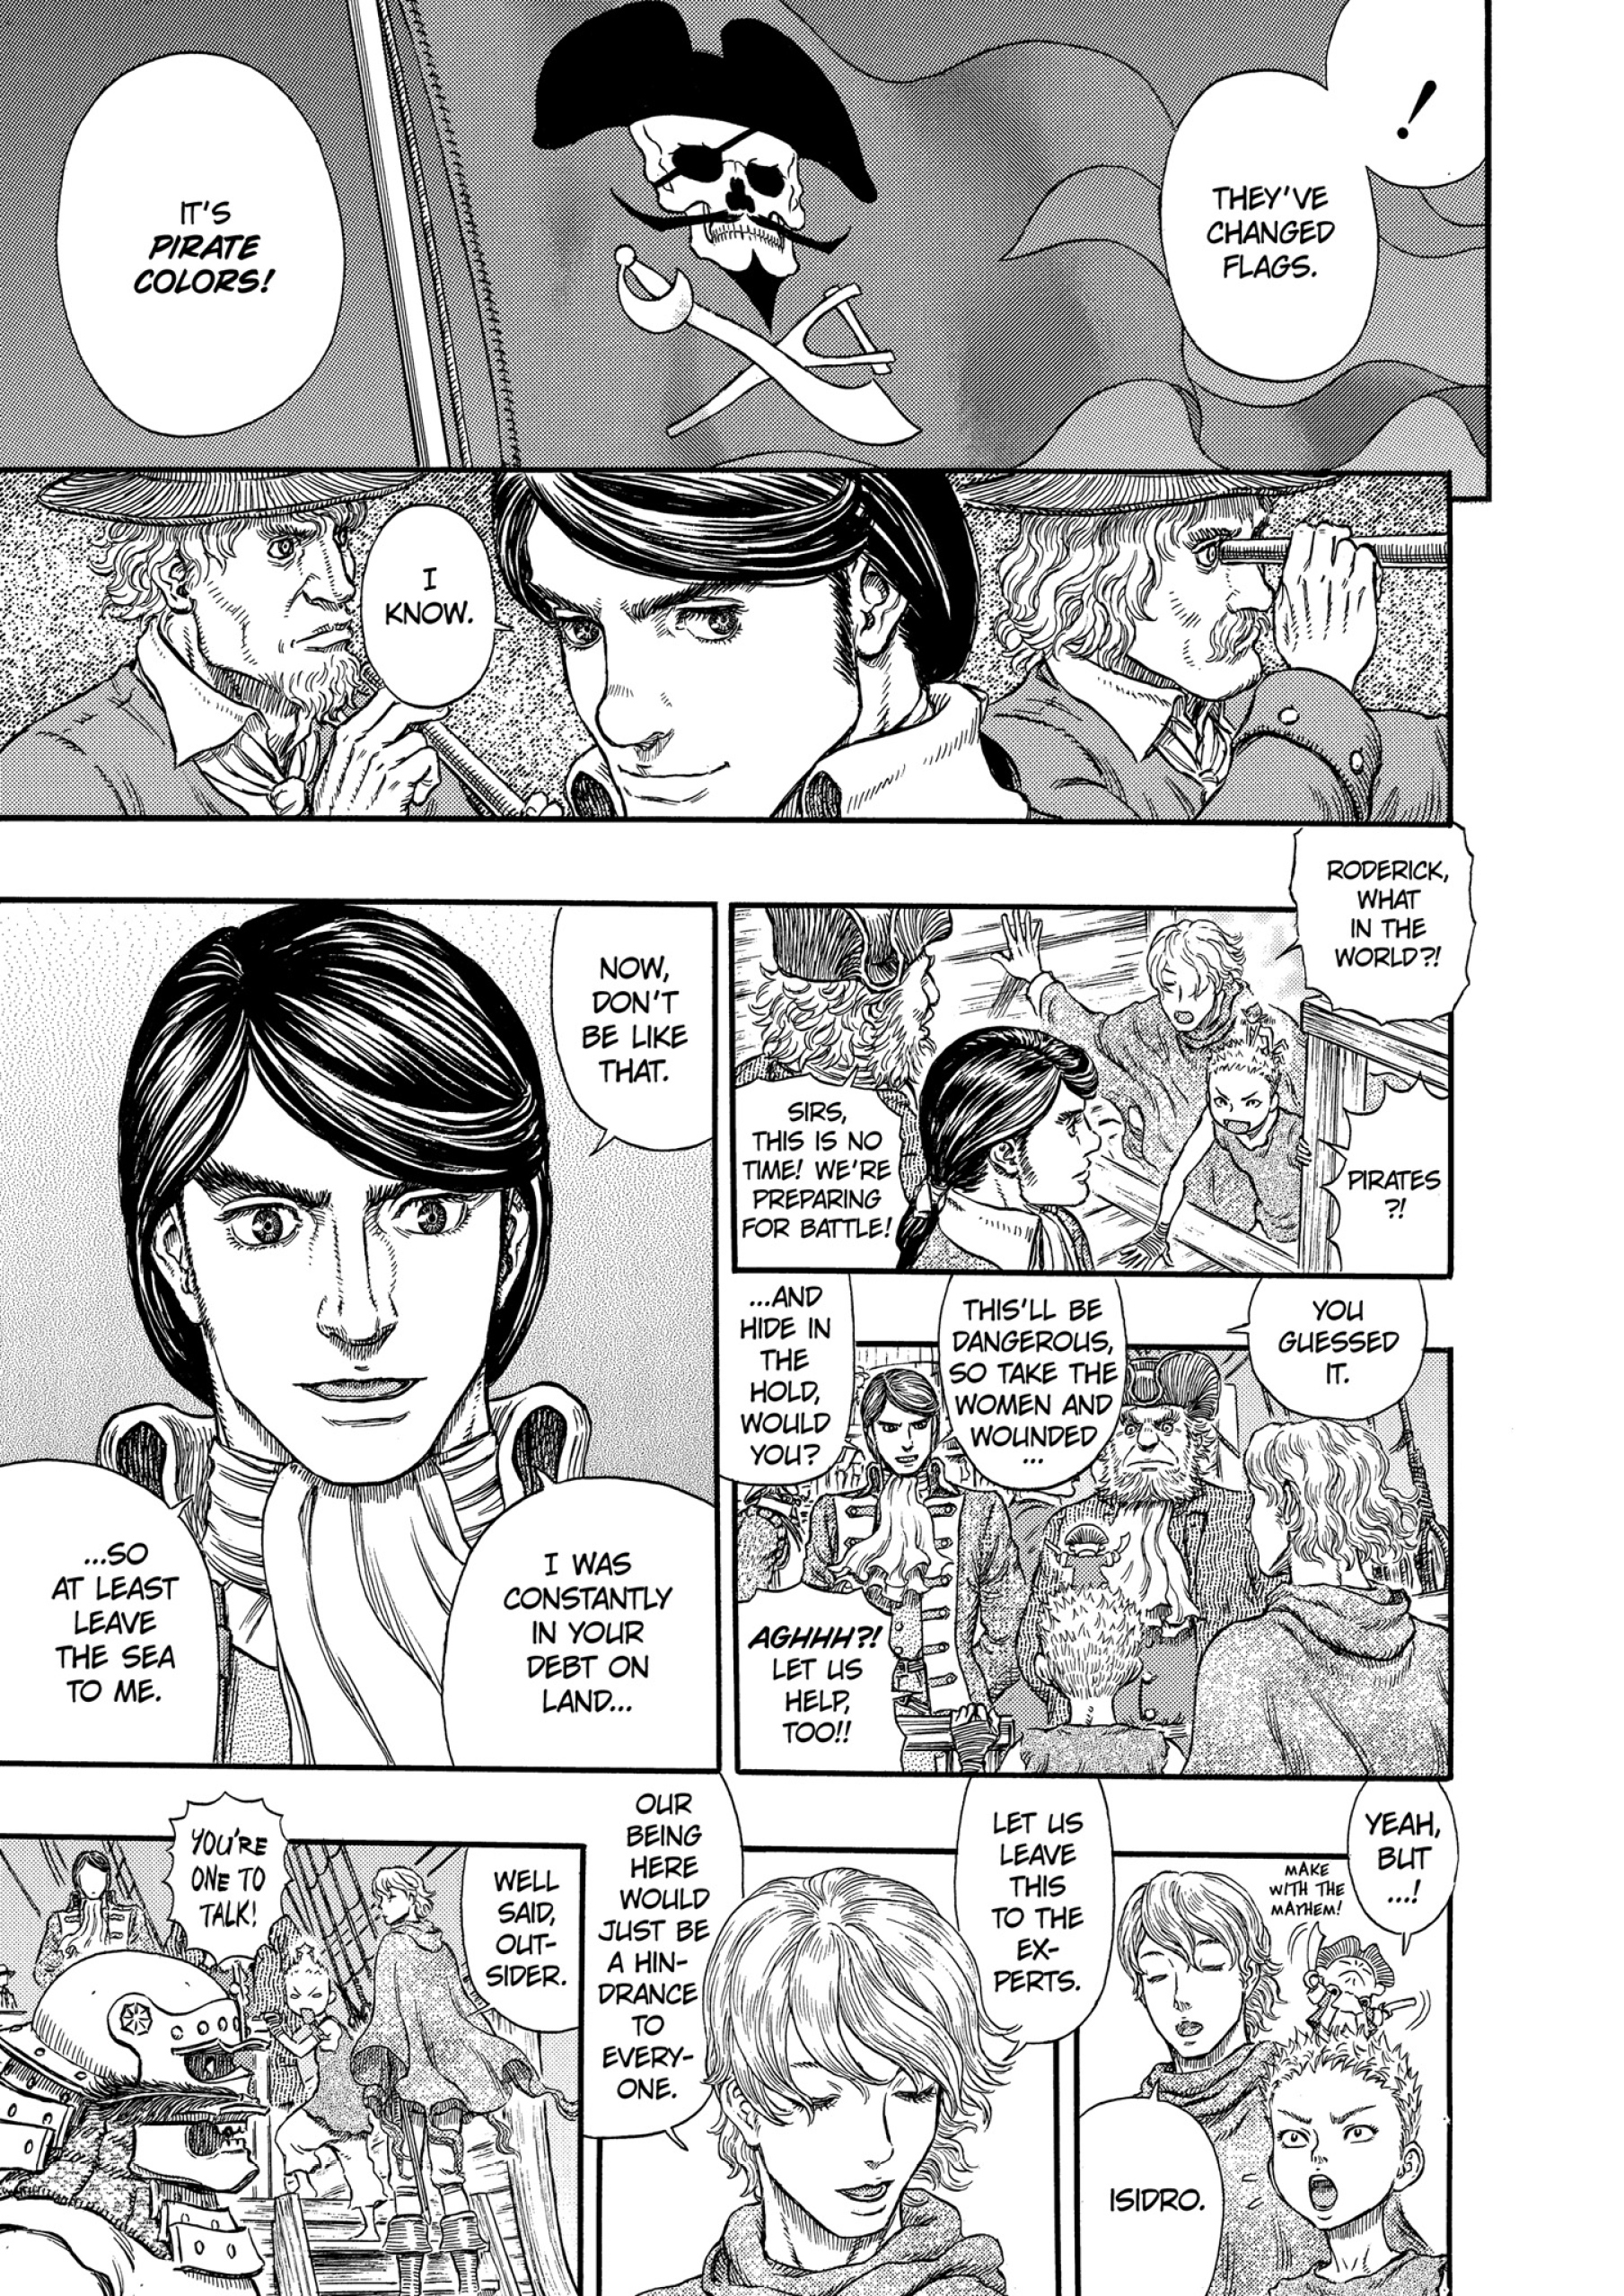 !
THEY'VE
CHANGED
FLAGS.
IT'S
PIRATE
COLORS!
I
KNOW.
RODERICK,
WHAT
IN THE
WORLD?!
PIRATES
?!
SIRS,
THIS IS NO
TIME! WE'RE
PREPARING
FOR BATTLE!
YOU
GUESSED
IT.
THIS'LL BE
DANGEROUS,
SO TAKE THE
WOMEN AND
WOUNDED
...
...AND
HIDE IN
THE
HOLD,
WOULD
YOU?
AGHHH?!
LET US
HELP,
TOO!!
NOW,
DON'T
BE LIKE
THAT.
I WAS
CONSTANTLY
IN YOUR
DEBT ON
LAND...
...SO
AT LEAST
LEAVE
THE SEA
TO ME.
YEAH,
BUT
...!
MAKE
WITH THE
MAYHEM!
ISIDRO.
LET US
LEAVE
THIS
TO THE
EX-
PERTS.
OUR
BEING
HERE
WOULD
JUST BE
A HIN-
DRANCE
TO
EVERY-
ONE.
WELL
SAID,
OUT-
SIDER.
YOU'RE
ONE TO
TALK!